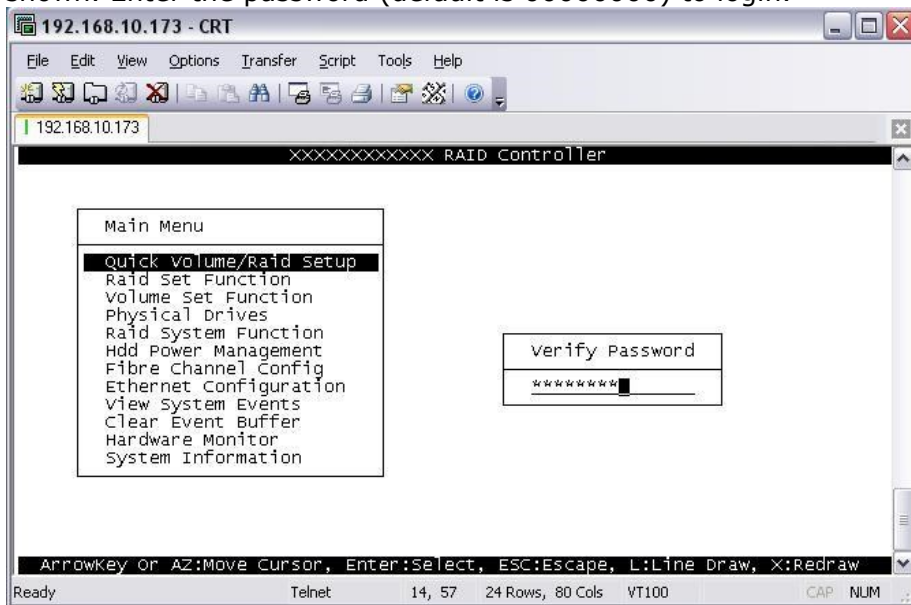 shown. Enter the password (default is 00000000) to login.
192.168.10.173 - CRT
File Edit View Options Transfer Script Tools Help
192.168.10.173
XXXXXXXXXXXX RAID Controller
Main Menu
Quick Volume/Raid Setup
Raid Set Function
Volume Set Function
Physical Drives
Raid System Function
Hdd Power Management
Fibre Channel Config
Ethernet Configuration
View System Events
Clear Event Buffer
Hardware Monitor
System Information
Verify Password
********
ArrowKey Or AZ:Move Cursor, Enter:Select, ESC:Escape, L:Line Draw, X:Redraw
Ready Telnet 14, 57 24 Rows, 80 Cols VT100 CAP NUM